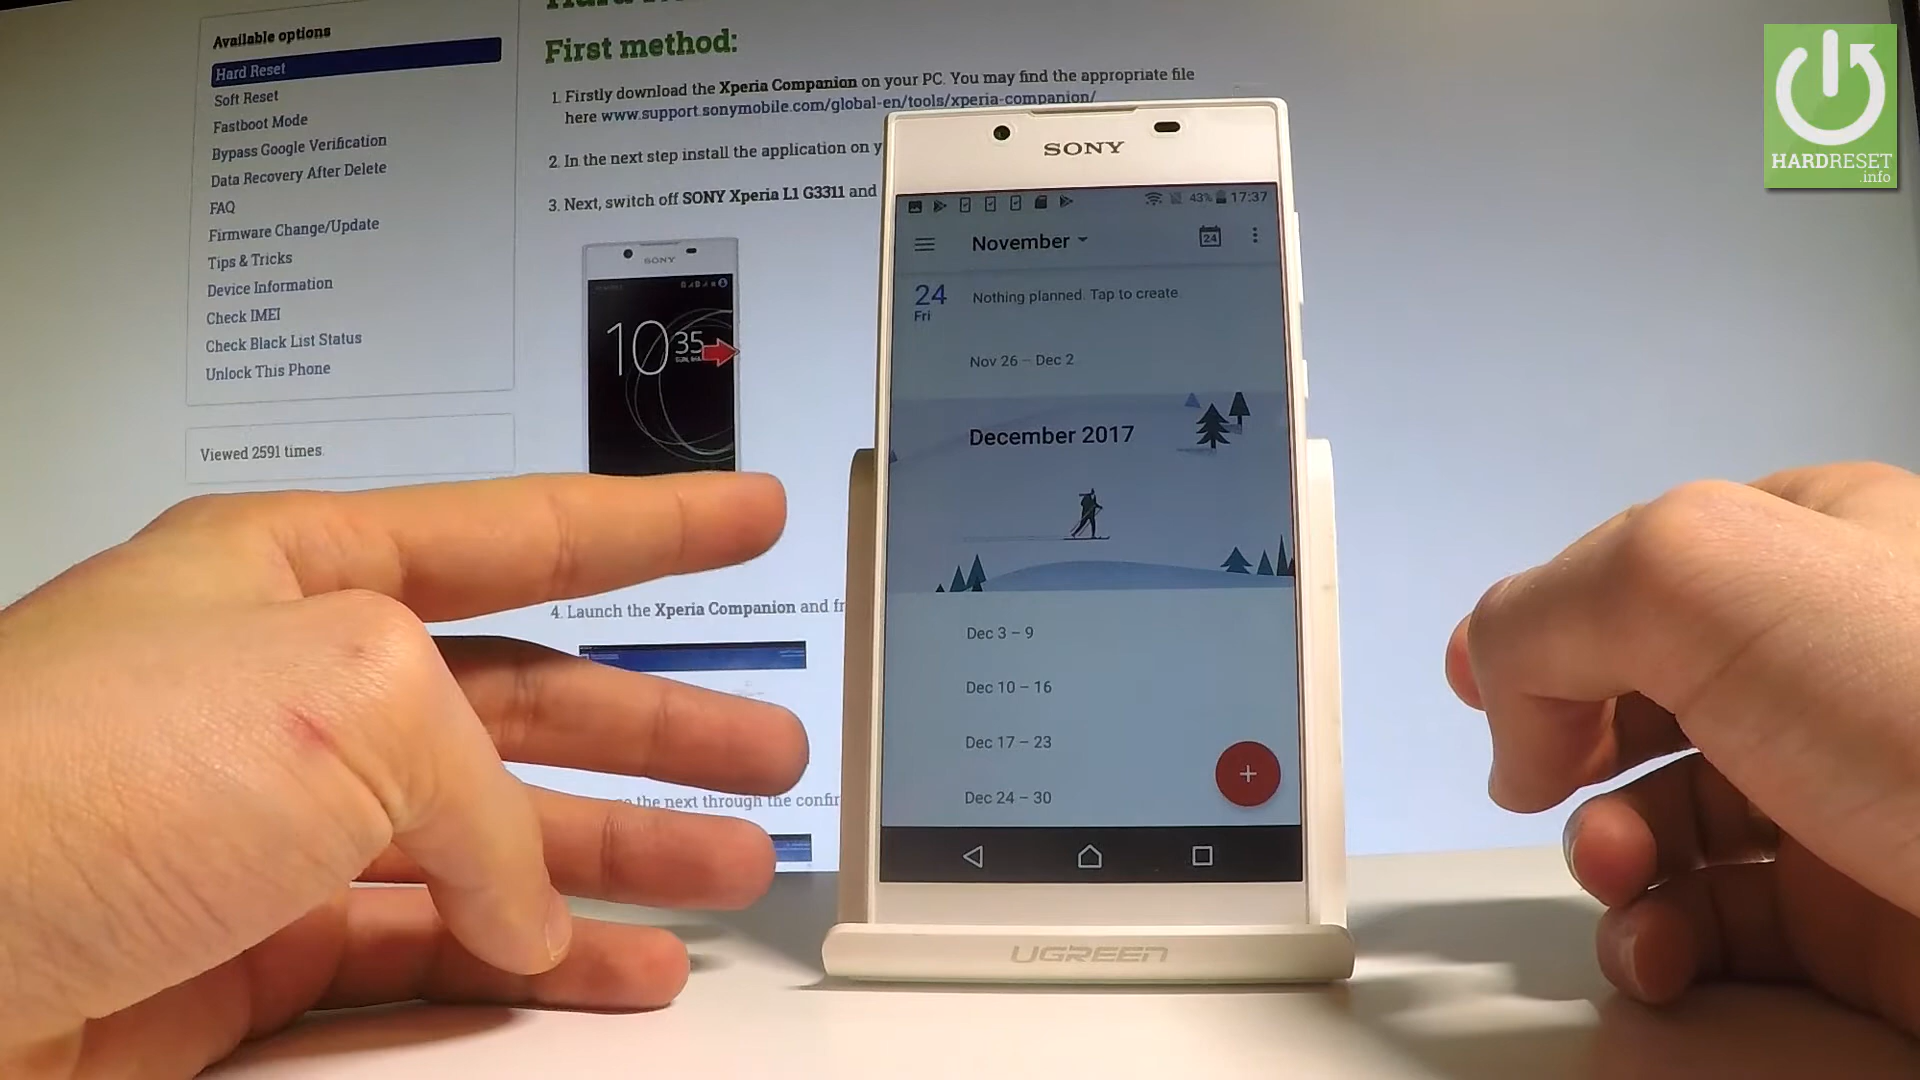 Available options
Hard Reset
Soft Reset
Fastboot Mode
Bypass Google Verification
Data Recovery After Delete
FAQ
Firmware Change/Update
Tips & Tricks
Device Information
Check IMEI
Check Black List Status
Unlock This Phone
Viewed 2591 times.
First method:
1. Firstly download the Xperia Companion on your PC. You may find the appropriate file
here www.support.sonymobile.com/global-en/tools/xperia-companion/
2. In the next step install the application on y
3. Next, switch off SONY Xperia L1 G3311 and
SONY
10 35
4. Launch the Xperia Companion and fr
the next through the confir
SONY
43% 17:37
November
24
24
Fri
Nothing planned. Tap to create
Nov 26 – Dec 2
December 2017
Dec 3 – 9
Dec 10 – 16
Dec 17 – 23
Dec 24 – 30
+
UGREEN
HARDRESET
.info